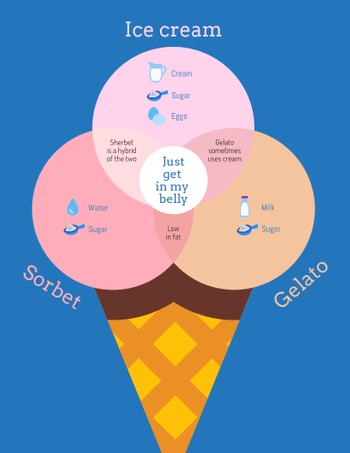 Ice cream
Cream
Sugar
Eggs
Sherbet
is a hybrid
of the two
Gelato
sometimes
uses cream
Just
get
in my
belly
Water
Sugar
Milk
Sugar
Low
in fat
Sorbet
Gelato